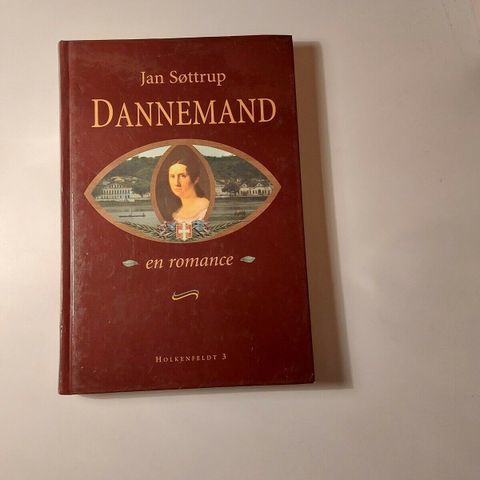 Jan Søttrup
DANNEMAND
en romance
HOLKENFELDT 3